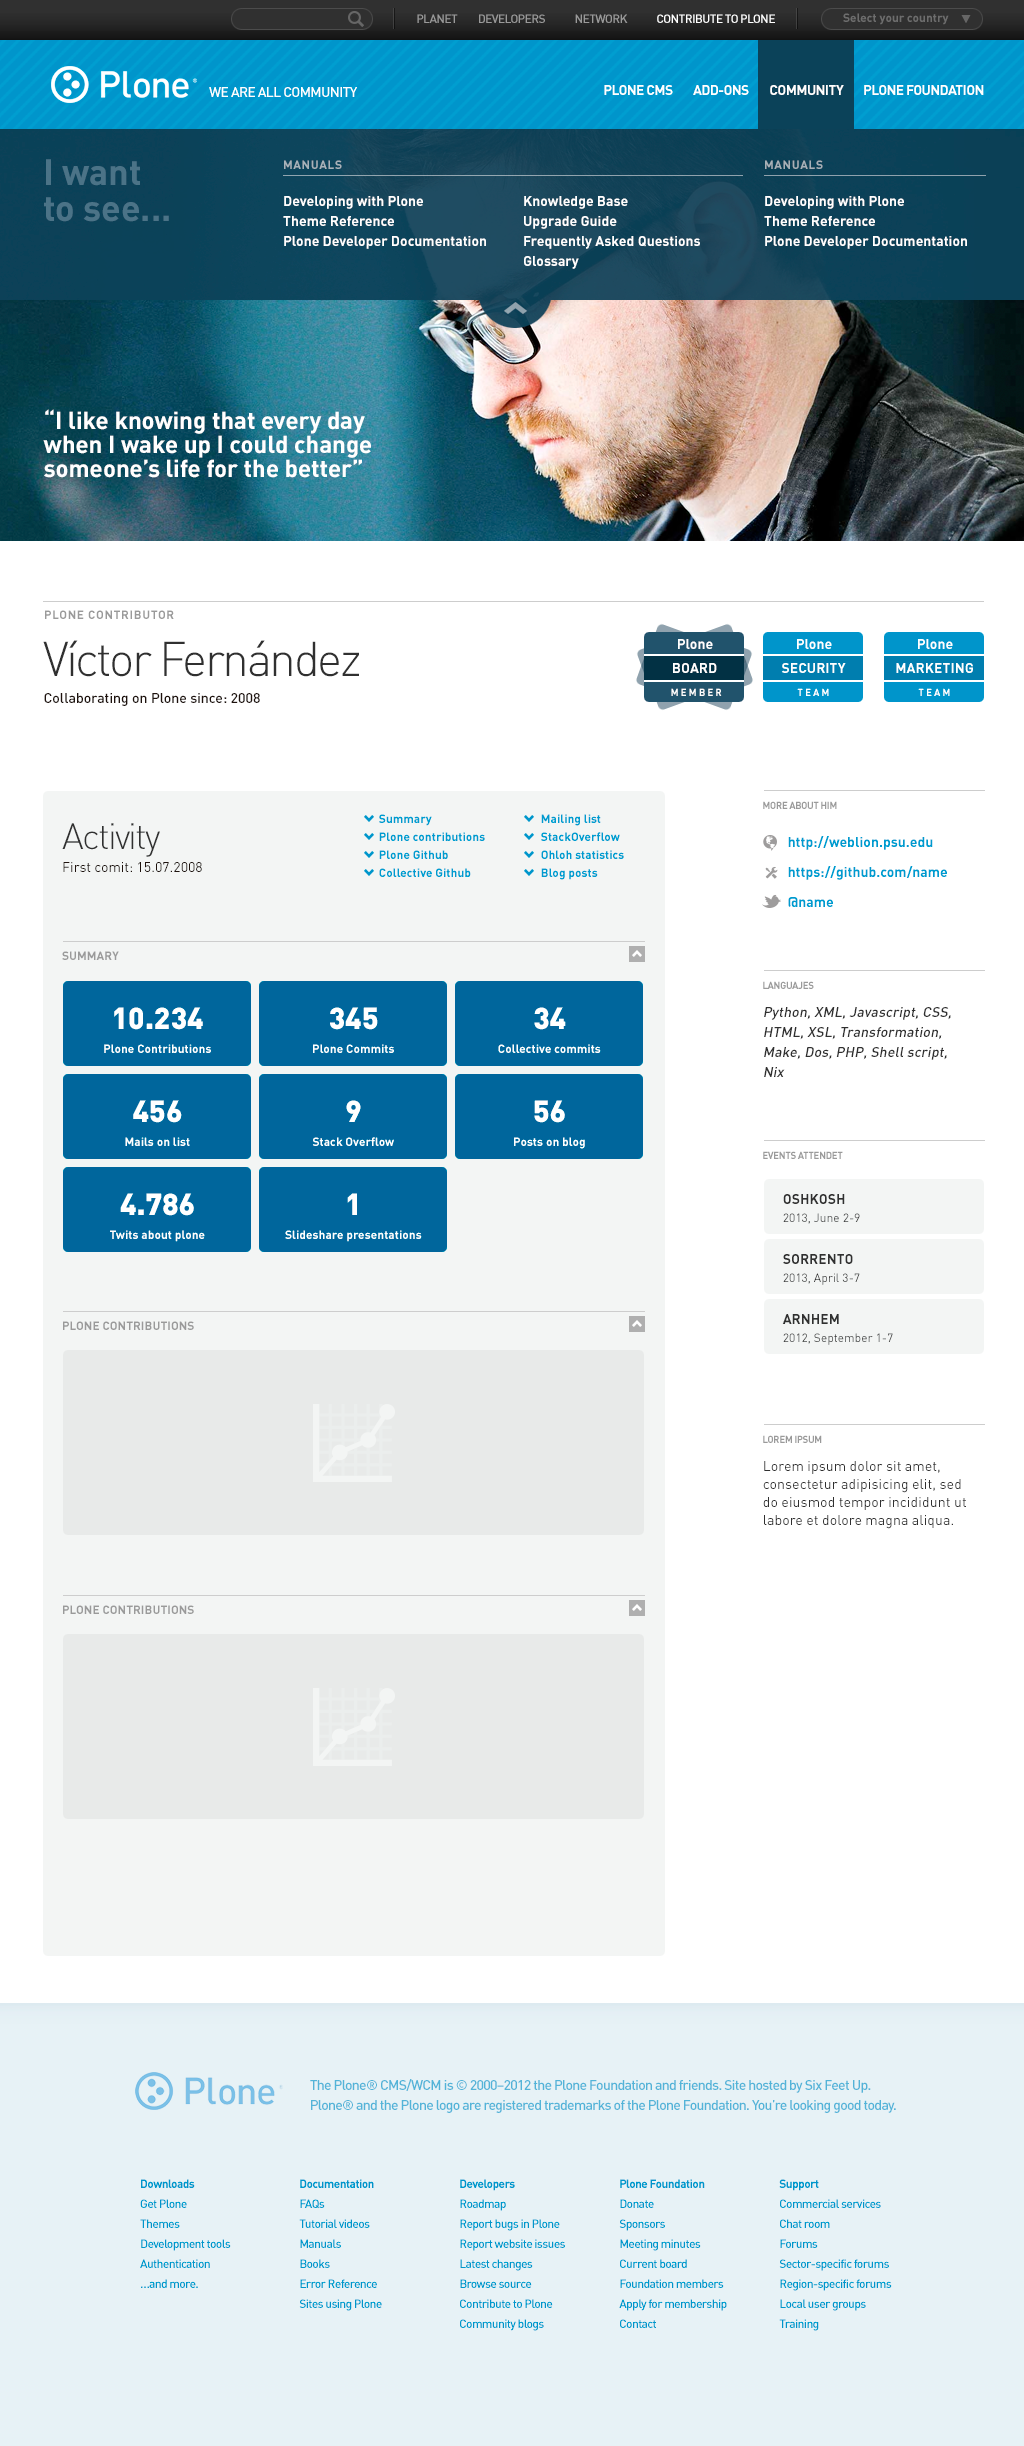 PLANET DEVELOPERS NETWORK CONTRIBUTE TO PLONE Select your country
Plone WE ARE ALL COMMUNITY
PLONE CMS ADD-ONS COMMUNITY PLONE FOUNDATION
I want
to see...
MANUALS
Developing with Plone
Theme Reference
Plone Developer Documentation
Knowledge Base
Upgrade Guide
Frequently Asked Questions
Glossary
MANUALS
Developing with Plone
Theme Reference
Plone Developer Documentation
“I like knowing that every day
when I wake up I could change
someone’s life for the better”
PLONE CONTRIBUTOR
Víctor Fernández
Collaborating on Plone since: 2008
Plone
BOARD
MEMBER
Plone
SECURITY
TEAM
Plone
MARKETING
TEAM
Activity
First comit: 15.07.2008
Summary
Plone contributions
Plone Github
Collective Github
Mailing list
StackOverflow
Ohloh statistics
Blog posts
SUMMARY
10.234
Plone Contributions
345
Plone Commits
34
Collective commits
456
Mails on list
9
Stack Overflow
56
Posts on blog
4.786
Twits about plone
1
Slideshare presentations
PLONE CONTRIBUTIONS
PLONE CONTRIBUTIONS
MORE ABOUT HIM
http://weblion.psu.edu
https://github.com/name
@name
LANGUAJES
Python, XML, Javascript, CSS,
HTML, XSL, Transformation,
Make, Dos, PHP, Shell script,
Nix
EVENTS ATTENDET
OSHKOSH
2013, June 2-9
SORRENTO
2013, April 3-7
ARNHEM
2012, September 1-7
LOREM IPSUM
Lorem ipsum dolor sit amet,
consectetur adipisicing elit, sed
do eiusmod tempor incididunt ut
labore et dolore magna aliqua.
Plone
The Plone® CMS/WCM is © 2000–2012 the Plone Foundation and friends. Site hosted by Six Feet Up.
Plone® and the Plone logo are registered trademarks of the Plone Foundation. You’re looking good today.
Downloads
Get Plone
Themes
Development tools
Authentication
...and more.
Documentation
FAQs
Tutorial videos
Manuals
Books
Error Reference
Sites using Plone
Developers
Roadmap
Report bugs in Plone
Report website issues
Latest changes
Browse source
Contribute to Plone
Community blogs
Plone Foundation
Donate
Sponsors
Meeting minutes
Current board
Foundation members
Apply for membership
Contact
Support
Commercial services
Chat room
Forums
Sector-specific forums
Region-specific forums
Local user groups
Training